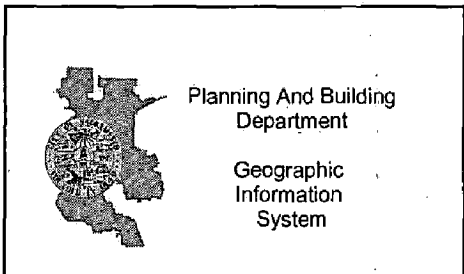 Planning And Building
Department
Geographic
Information
System